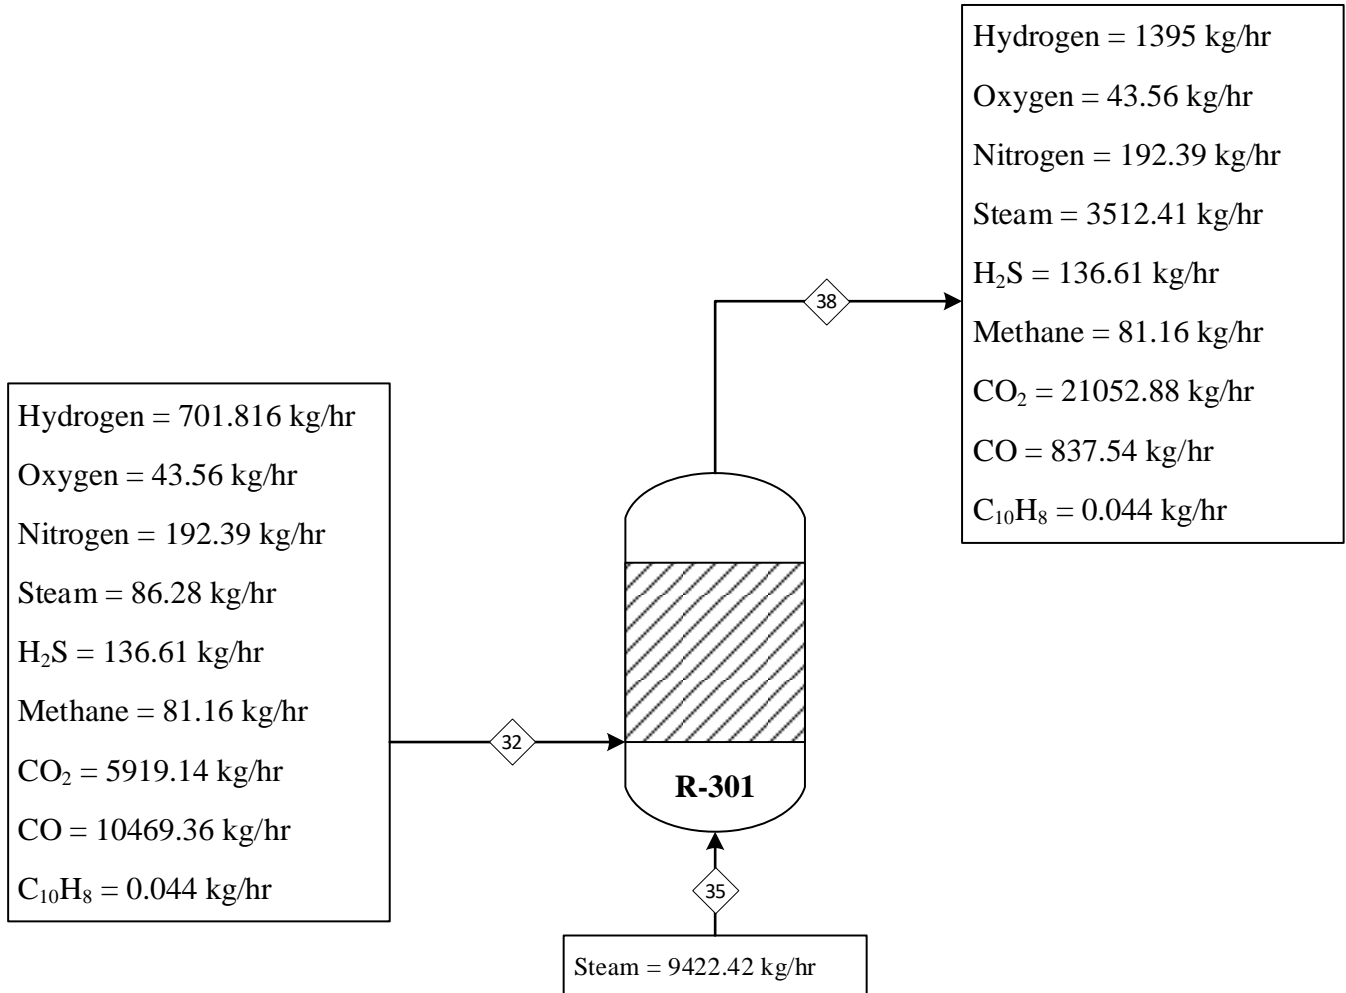 Hydrogen = 1395 kg/hr
Oxygen = 43.56 kg/hr
Nitrogen = 192.39 kg/hr
Steam = 3512.41 kg/hr
H₂S = 136.61 kg/hr
Methane = 81.16 kg/hr
CO₂ = 21052.88 kg/hr
CO = 837.54 kg/hr
C₁₀H₈ = 0.044 kg/hr
38
Hydrogen = 701.816 kg/hr
Oxygen = 43.56 kg/hr
Nitrogen = 192.39 kg/hr
Steam = 86.28 kg/hr
H₂S = 136.61 kg/hr
Methane = 81.16 kg/hr
CO₂ = 5919.14 kg/hr
CO = 10469.36 kg/hr
C₁₀H₈ = 0.044 kg/hr
32
R-301
35
Steam = 9422.42 kg/hr